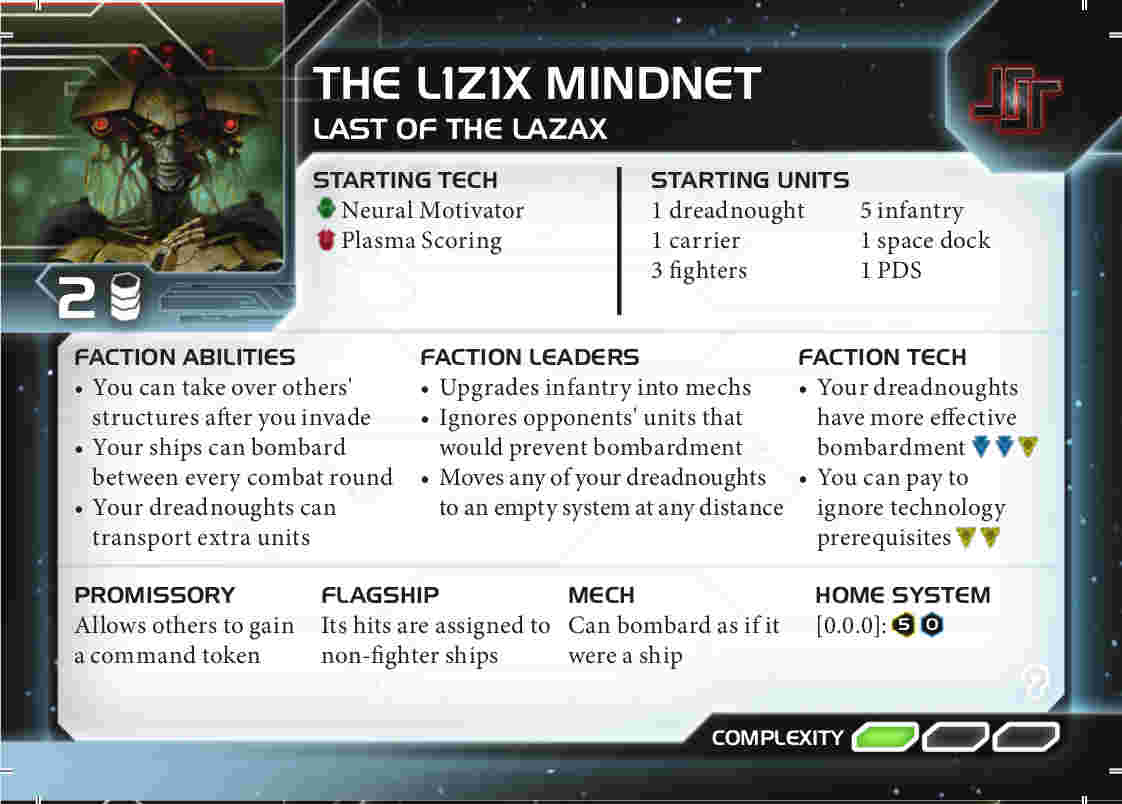 THE L1Z1X MINDNET
LAST OF THE LAZAX
2
STARTING TECH
Neural Motivator
Plasma Scoring
STARTING UNITS
1 dreadnought
1 carrier
3 fighters
5 infantry
1 space dock
1 PDS
FACTION ABILITIES
• You can take over others'
structures after you invade
• Your ships can bombard
between every combat round
• Your dreadnoughts can
transport extra units
FACTION LEADERS
• Upgrades infantry into mechs
• Ignores opponents' units that
would prevent bombardment
• Moves any of your dreadnoughts
to an empty system at any distance
FACTION TECH
• Your dreadnoughts
have more effective
bombardment
• You can pay to
ignore technology
prerequisites
PROMISSORY
Allows others to gain
a command token
FLAGSHIP
Its hits are assigned to
non-fighter ships
MECH
Can bombard as if it
were a ship
HOME SYSTEM
[0.0.0]: 5 0
COMPLEXITY